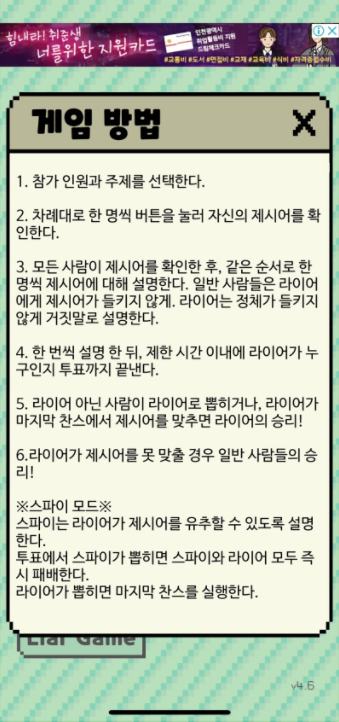 힘내라! 취준생
너를위한 지원카드
인천광역시
취업활동비 지원
드림체크카드
#교통비 #도서 #면접비 #교재 #교육비 #식비 #자격증접수비
게임 방법
1. 참가 인원과 주제를 선택한다.
2. 차례대로 한 명씩 버튼을 눌러 자신의 제시어를 확
인한다.
3. 모든 사람이 제시어를 확인한 후, 같은 순서로 한
명씩 제시어에 대해 설명한다. 일반 사람들은 라이어
에게 제시어가 들키지 않게. 라이어는 정체가 들키지
않게 거짓말로 설명한다.
4. 한 번씩 설명 한 뒤, 제한 시간 이내에 라이어가 누
구인지 투표까지 끝낸다.
5. 라이어 아닌 사람이 라이어로 뽑히거나, 라이어가
마지막 찬스에서 제시어를 맞추면 라이어의 승리!
6.라이어가 제시어를 못 맞출 경우 일반 사람들의 승
리!
※스파이 모드※
스파이는 라이어가 제시어를 유추할 수 있도록 설명
한다.
투표에서 스파이가 뽑히면 스파이와 라이어 모두 즉
시 패배한다.
라이어가 뽑히면 마지막 찬스를 실행한다.
Liar Game
v4.6